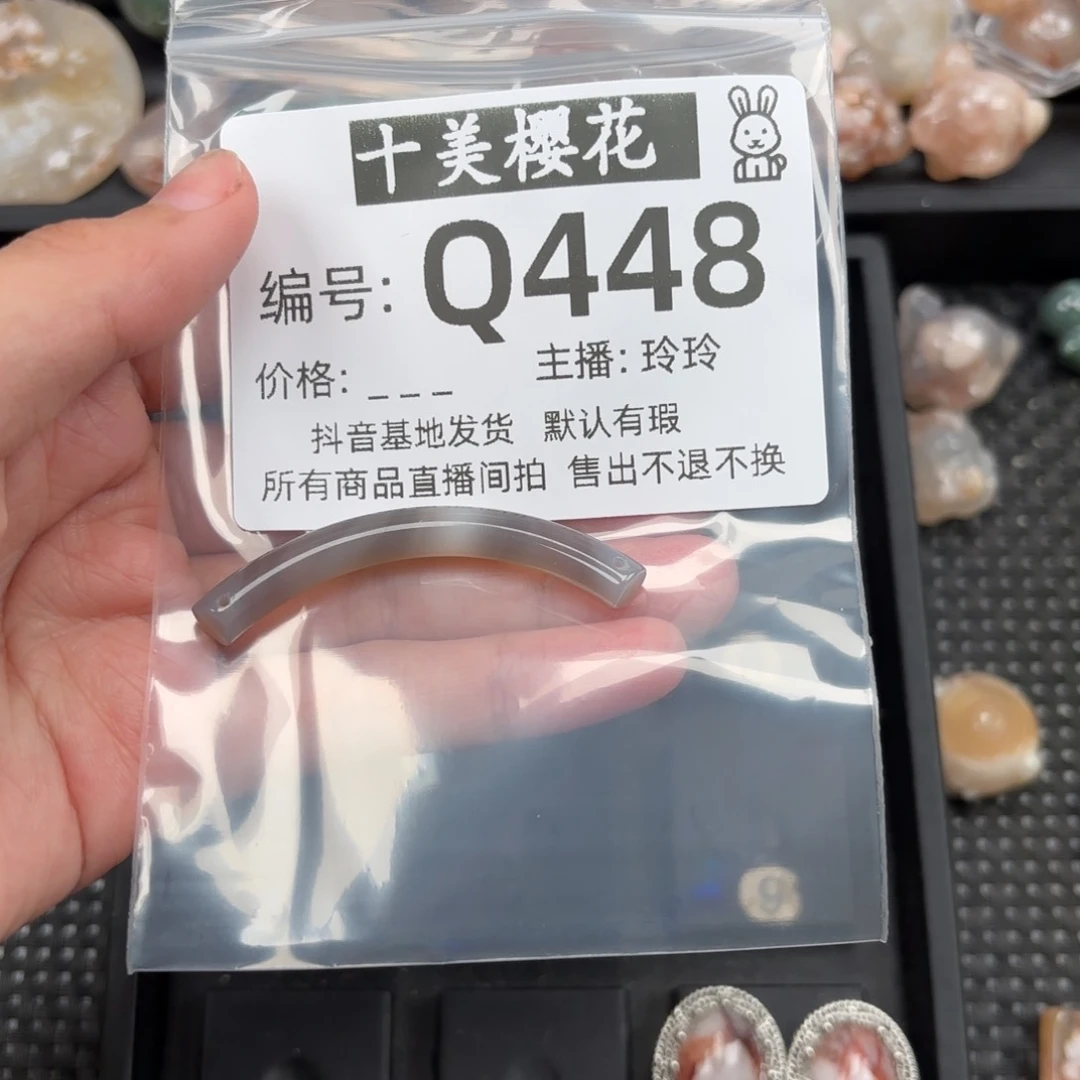 十美樱花
编号: Q448
价格: _ _ _ 主播: 玲玲
抖音基地发货 默认有瑕
所有商品直播间拍 售出不退不换
9